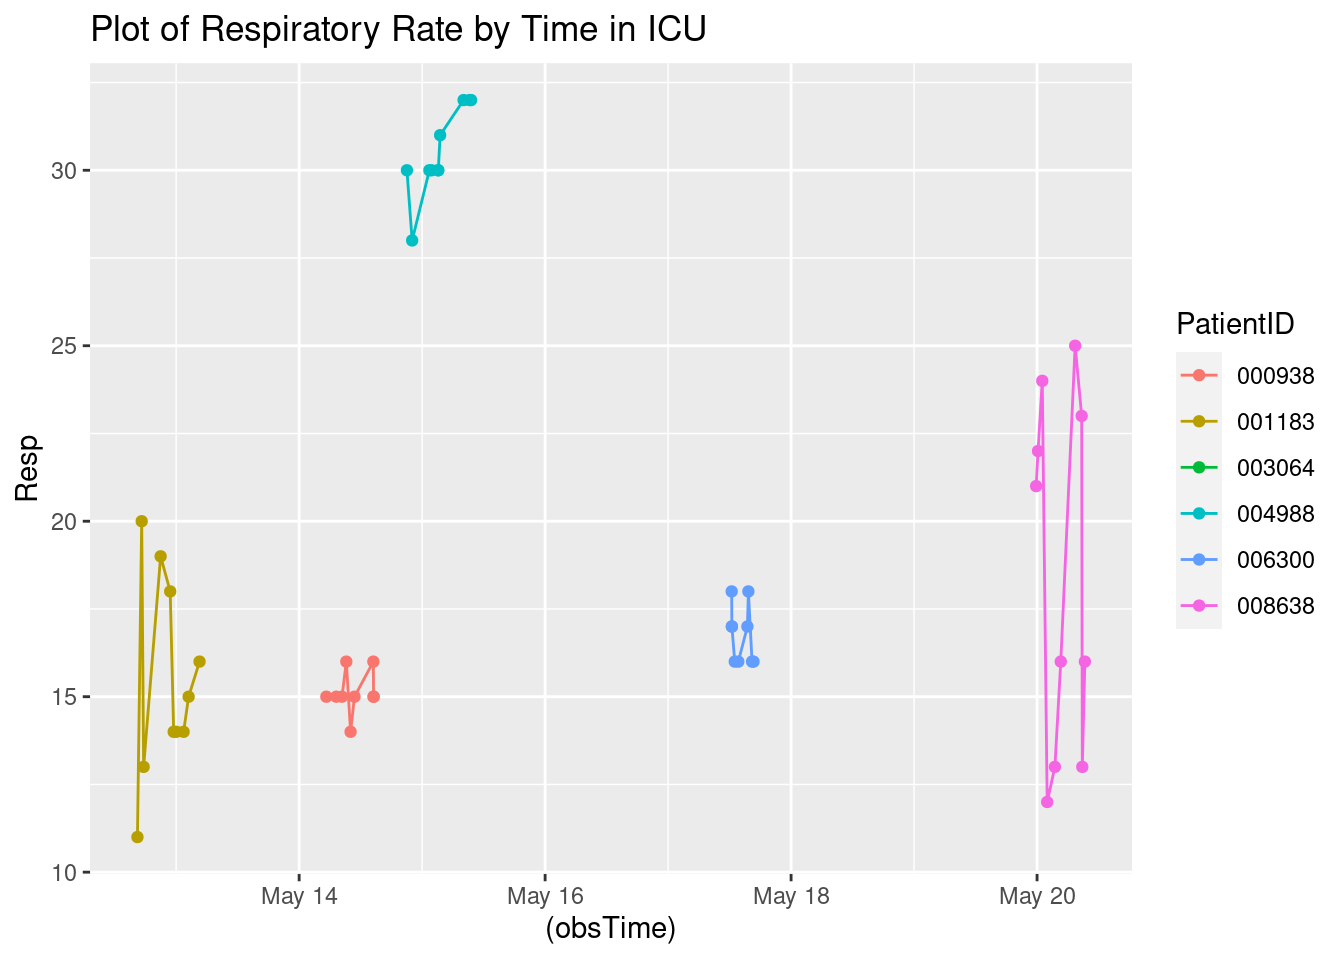 Plot of Respiratory Rate by Time in ICU
30
25
20
15
10
Resp
May 14
May 16
May 18
May 20
(obsTime)
PatientID
000938
001183
003064
004988
006300
008638